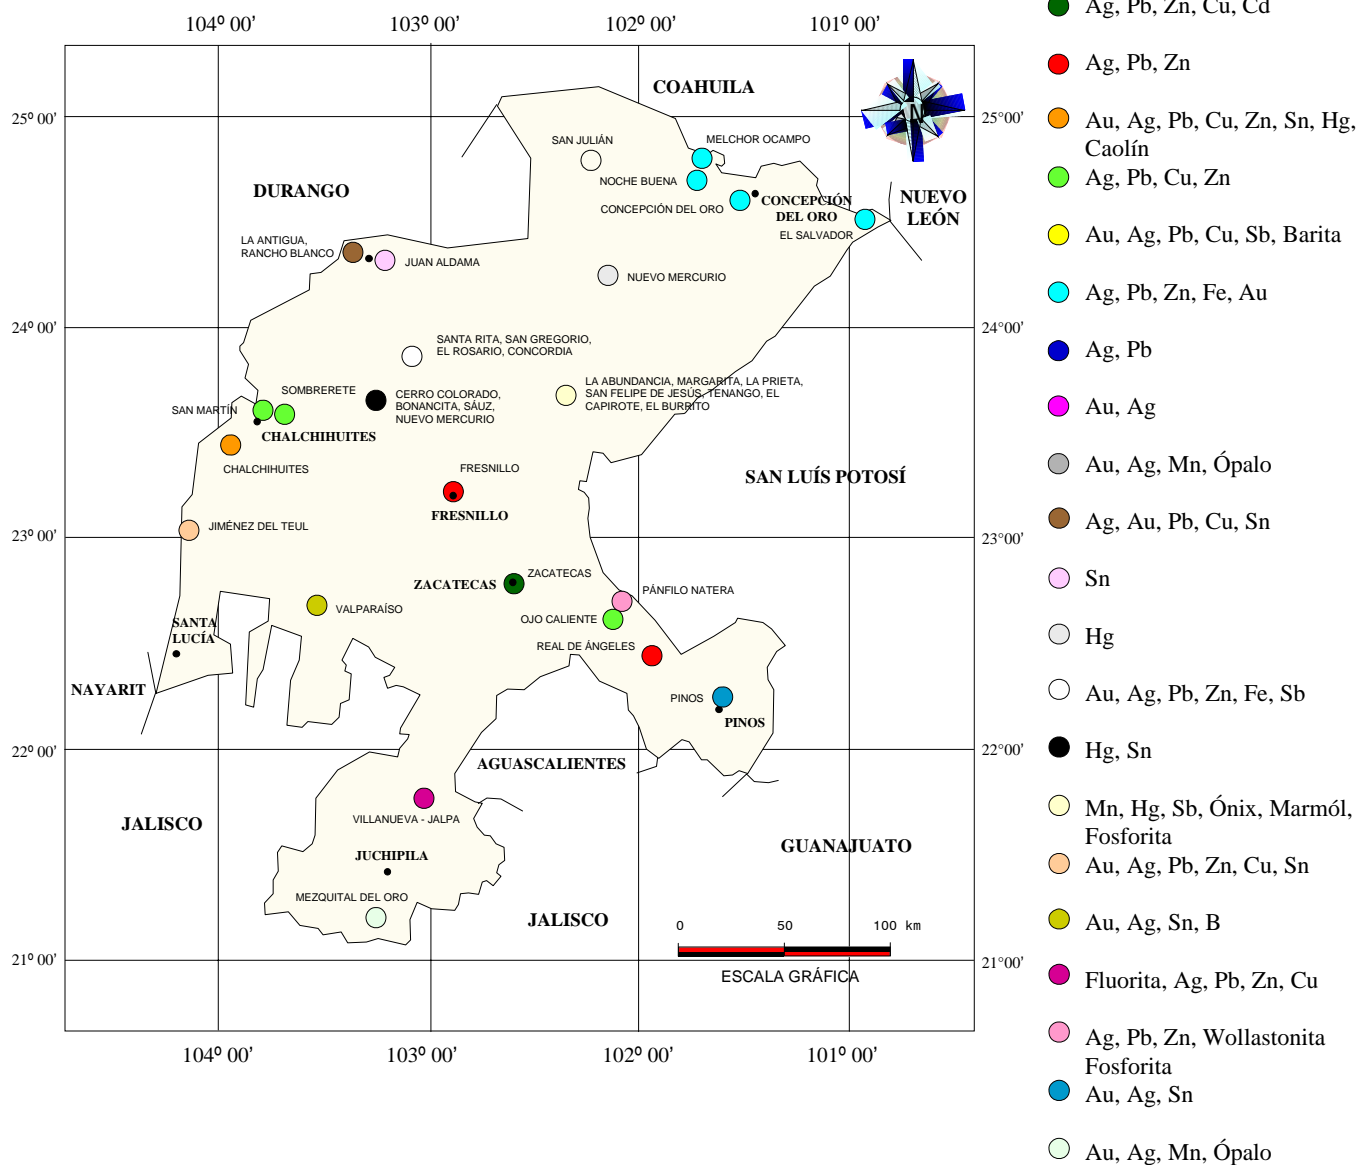 104º 00'
103º 00'
102º 00'
101º 00'
Ag, Pb, Zn, Cu, Cd
Ag, Pb, Zn
Au, Ag, Pb, Cu, Zn, Sn, Hg,
Caolín
Ag, Pb, Cu, Zn
Au, Ag, Pb, Cu, Sb, Barita
Ag, Pb, Zn, Fe, Au
Ag, Pb
Au, Ag
Au, Ag, Mn, Ópalo
Ag, Au, Pb, Cu, Sn
Sn
Hg
Au, Ag, Pb, Zn, Fe, Sb
Hg, Sn
Mn, Hg, Sb, Ónix, Marmól,
Fosforita
Au, Ag, Pb, Zn, Cu, Sn
Au, Ag, Sn, B
Fluorita, Ag, Pb, Zn, Cu
Ag, Pb, Zn, Wollastonita
Fosforita
Au, Ag, Sn
Au, Ag, Mn, Ópalo
COAHUILA
N
25º 00'
25º 00'
SAN JULIÁN
MELCHOR OCAMPO
NOCHE BUENA
DURANGO
CONCEPCIÓN
DEL ORO
CONCEPCIÓN DEL ORO
NUEVO
LEÓN
EL SALVADOR
LA ANTIGUA,
RANCHO BLANCO
JUAN ALDAMA
NUEVO MERCURIO
24º 00'
24°00'
SANTA RITA, SAN GREGORIO,
EL ROSARIO, CONCORDIA
LA ABUNDANCIA, MARGARITA, LA PRIETA,
SAN FELIPE DE JESÚS, TENANGO, EL
CAPIROTE, EL BURRITO
SOMBRERETE
CERRO COLORADO,
BONANCITA, SÁUZ,
NUEVO MERCURIO
SAN MARTÍN
CHALCHIHUITES
CHALCHIHUITES
FRESNILLO
SAN LUÍS POTOSÍ
FRESNILLO
JIMÉNEZ DEL TEUL
23º 00'
23°00'
ZACATECAS
ZACATECAS
PÁNFILO NATERA
VALPARAÍSO
OJO CALIENTE
SANTA
LUCÍA
REAL DE ÁNGELES
NAYARIT
PINOS
PINOS
22º 00'
22°00'
AGUASCALIENTES
JALISCO
VILLANUEVA - JALPA
GUANAJUATO
JUCHIPILA
MEZQUITAL DEL ORO
JALISCO
0 50 100 km
ESCALA GRÁFICA
21º 00'
21°00'
104º 00'
103º 00'
102º 00'
101º 00'